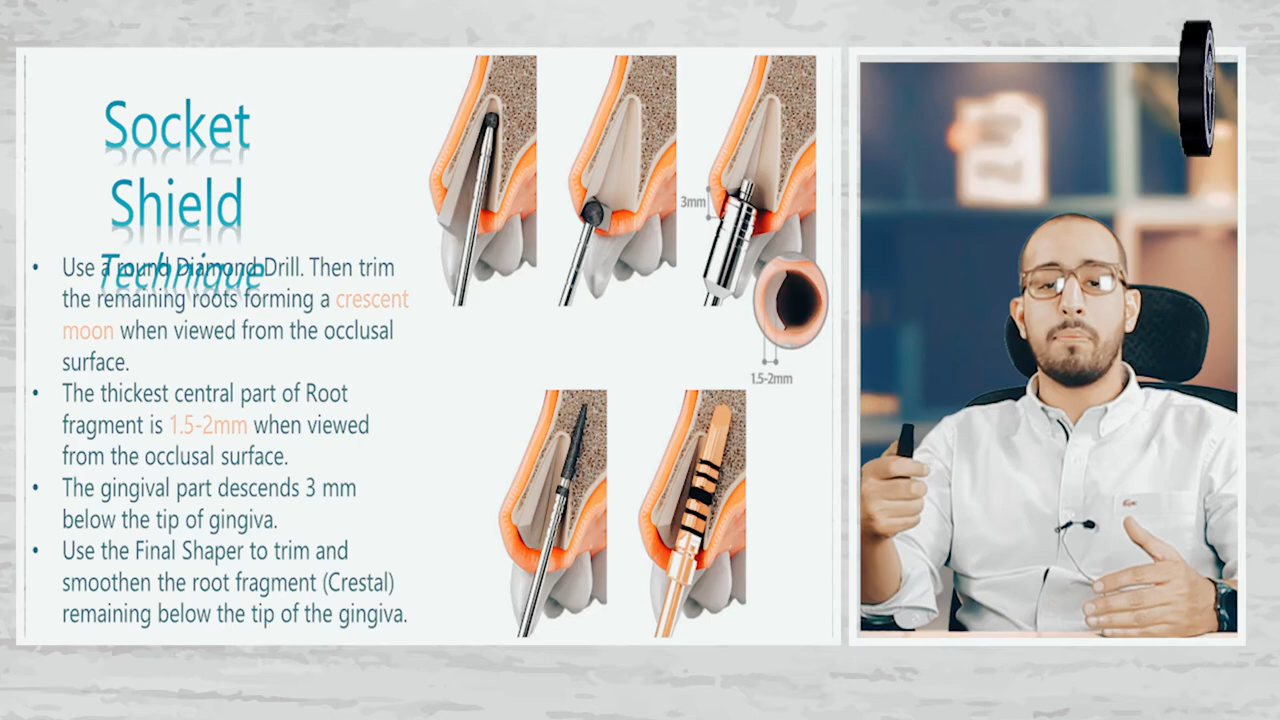 Socket
Shield
Technique
• Use a round Diamond Drill. Then trim
the remaining roots forming a crescent
moon when viewed from the occlusal
surface.
• The thickest central part of Root
fragment is 1.5-2mm when viewed
from the occlusal surface.
• The gingival part descends 3 mm
below the tip of gingiva.
• Use the Final Shaper to trim and
smoothen the root fragment (Crestal)
remaining below the tip of the gingiva.
3mm
1.5-2mm